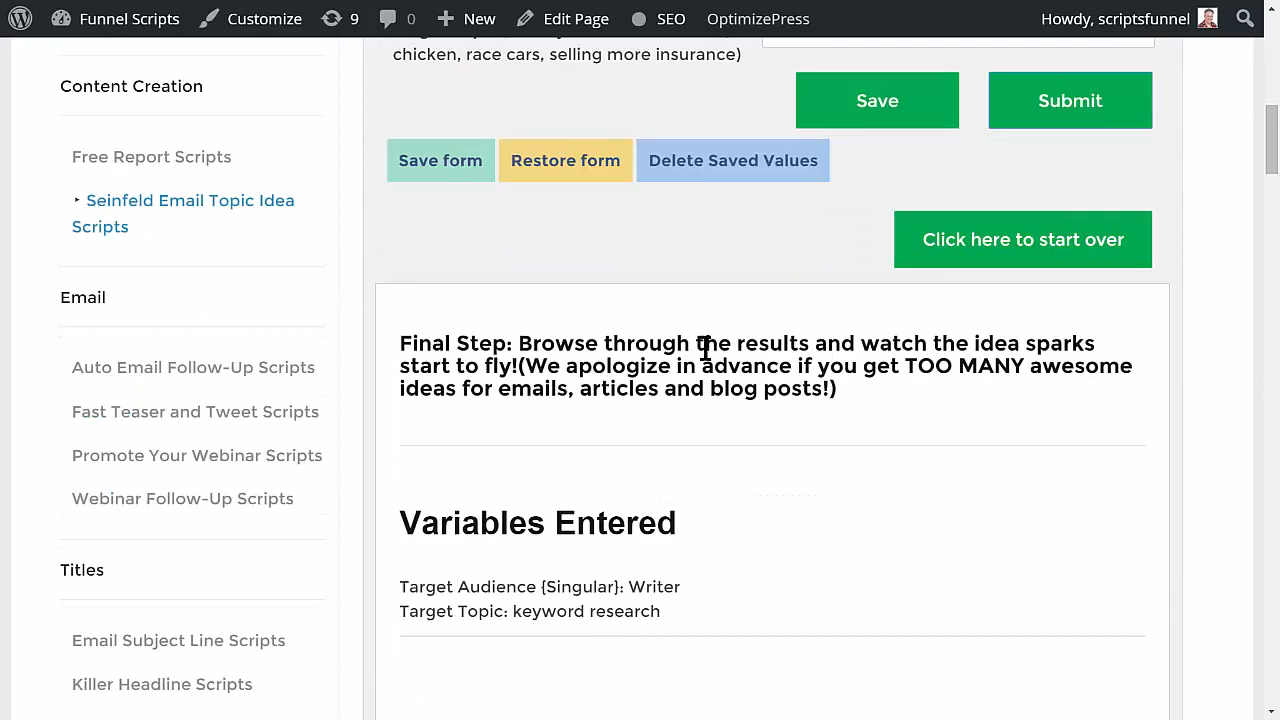 Funnel Scripts Customize 9 0 New Edit Page SEO OptimizePress Howdy, scriptsfunnel
chicken, race cars, selling more insurance)
Content Creation
Free Report Scripts
Seinfeld Email Topic Idea
Scripts
Email
Auto Email Follow-Up Scripts
Fast Teaser and Tweet Scripts
Promote Your Webinar Scripts
Webinar Follow-Up Scripts
Titles
Email Subject Line Scripts
Killer Headline Scripts
Save Submit
Save form Restore form Delete Saved Values
Click here to start over
Final Step: Browse through the results and watch the idea sparks
start to fly!(We apologize in advance if you get TOO MANY awesome
ideas for emails, articles and blog posts!)
Variables Entered
Target Audience {Singular}: Writer
Target Topic: keyword research